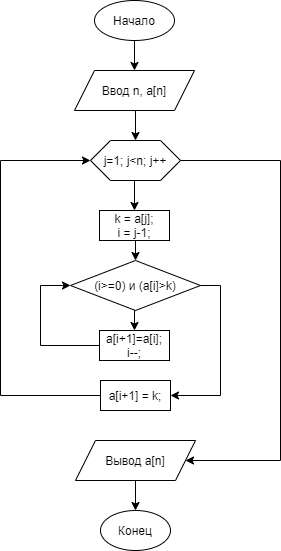 Начало
Ввод n, a[n]
j=1; j<n; j++
k = a[j];
i = j-1;
(i>=0) и (a[i]>k)
a[i+1]=a[i];
i--;
a[i+1] = k;
Вывод a[n]
Конец